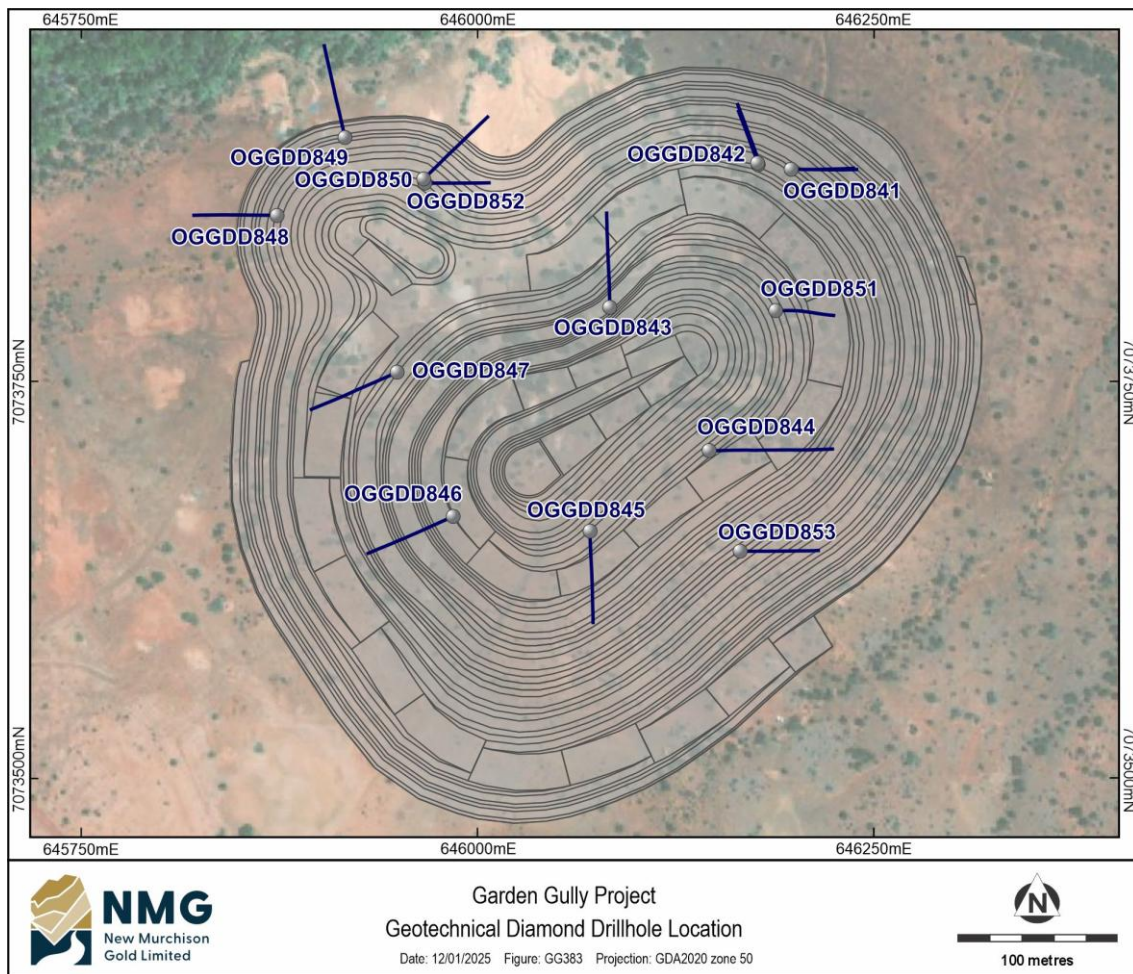 645750mE
646000mE
646250mE
OGGDD849
OGGDD850
OGGDD852
OGGDD848
OGGDD842
OGGDD841
OGGDD851
OGGDD843
7073750mN
7073750mN
OGGDD847
OGGDD844
OGGDD846
OGGDD845
OGGDD853
7073500mN
7073500mN
645750mE
646000mE
646250mE
NMG
New Murchison
Gold Limited
Garden Gully Project
Geotechnical Diamond Drillhole Location
Date: 12/01/2025 Figure: GG383 Projection: GDA2020 zone 50
N
100 metres